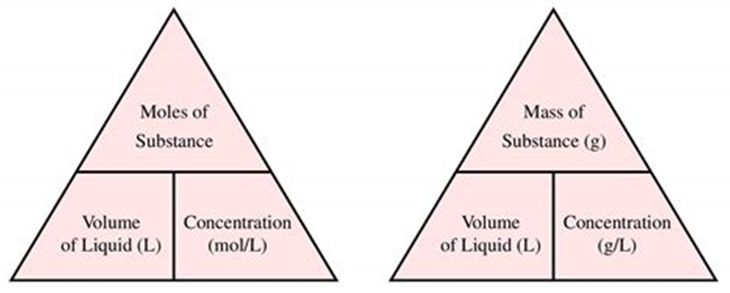 Moles of
Substance
Volume
of Liquid (L)
Concentration
(mol/L)
Mass of
Substance (g)
Volume
of Liquid (L)
Concentration
(g/L)